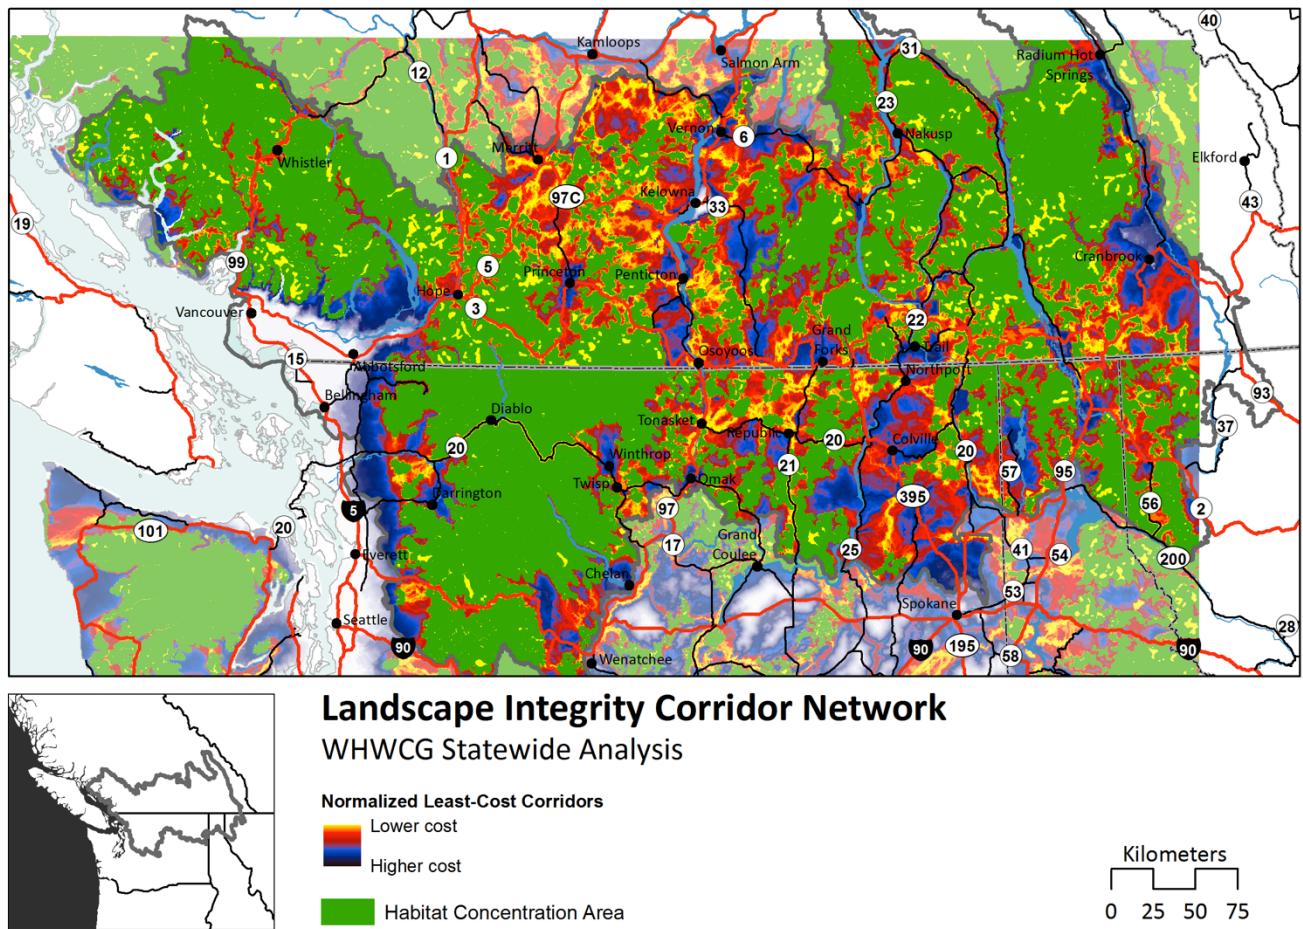 40
Kamloops
Salmon Arm
31
Radium Hot
Springs
12
23
Vernon
6
Nakusp
Merritt
1
Whistler
Elkford
97C
Kelowna
33
43
19
99
5
Princeton
Penticton
Cranbrook
Hope
3
Vancouver
22
Grand
Forks
Trail
15
Osoyoos
Abbotsford
Northport
93
Bellingham
Diablo
37
Tonasket
Republic
20
Colville
20
20
Winthrop
21
57
95
Twisp
Omak
Darrington
395
97
56
2
5
101
20
17
Grand
Coulee
25
41
54
Everett
200
Chelan
53
Spokane
Seattle
28
90
90
195
58
90
Wenatchee
Landscape Integrity Corridor Network
WHWCG Statewide Analysis
Normalized Least-Cost Corridors
Lower cost
Higher cost
Habitat Concentration Area
Kilometers
0 25 50 75